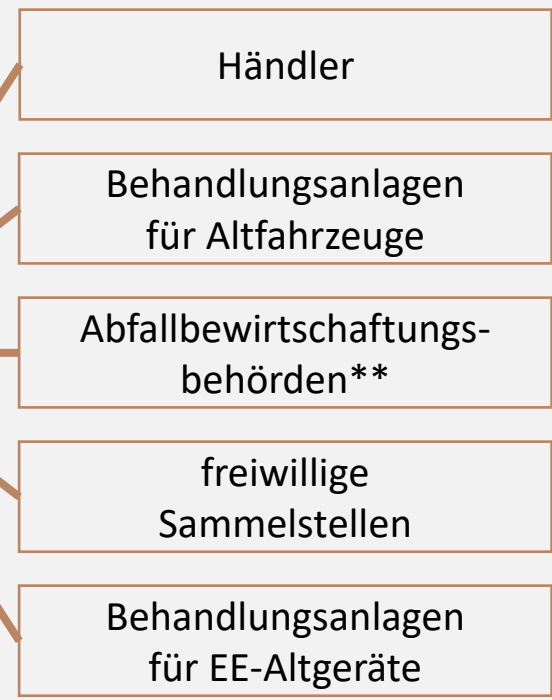 Händler
Behandlungsanlagen
für Altfahrzeuge
Abfallbewirtschaftungs-
behörden**
freiwillige
Sammelstellen
Behandlungsanlagen
für EE-Altgeräte